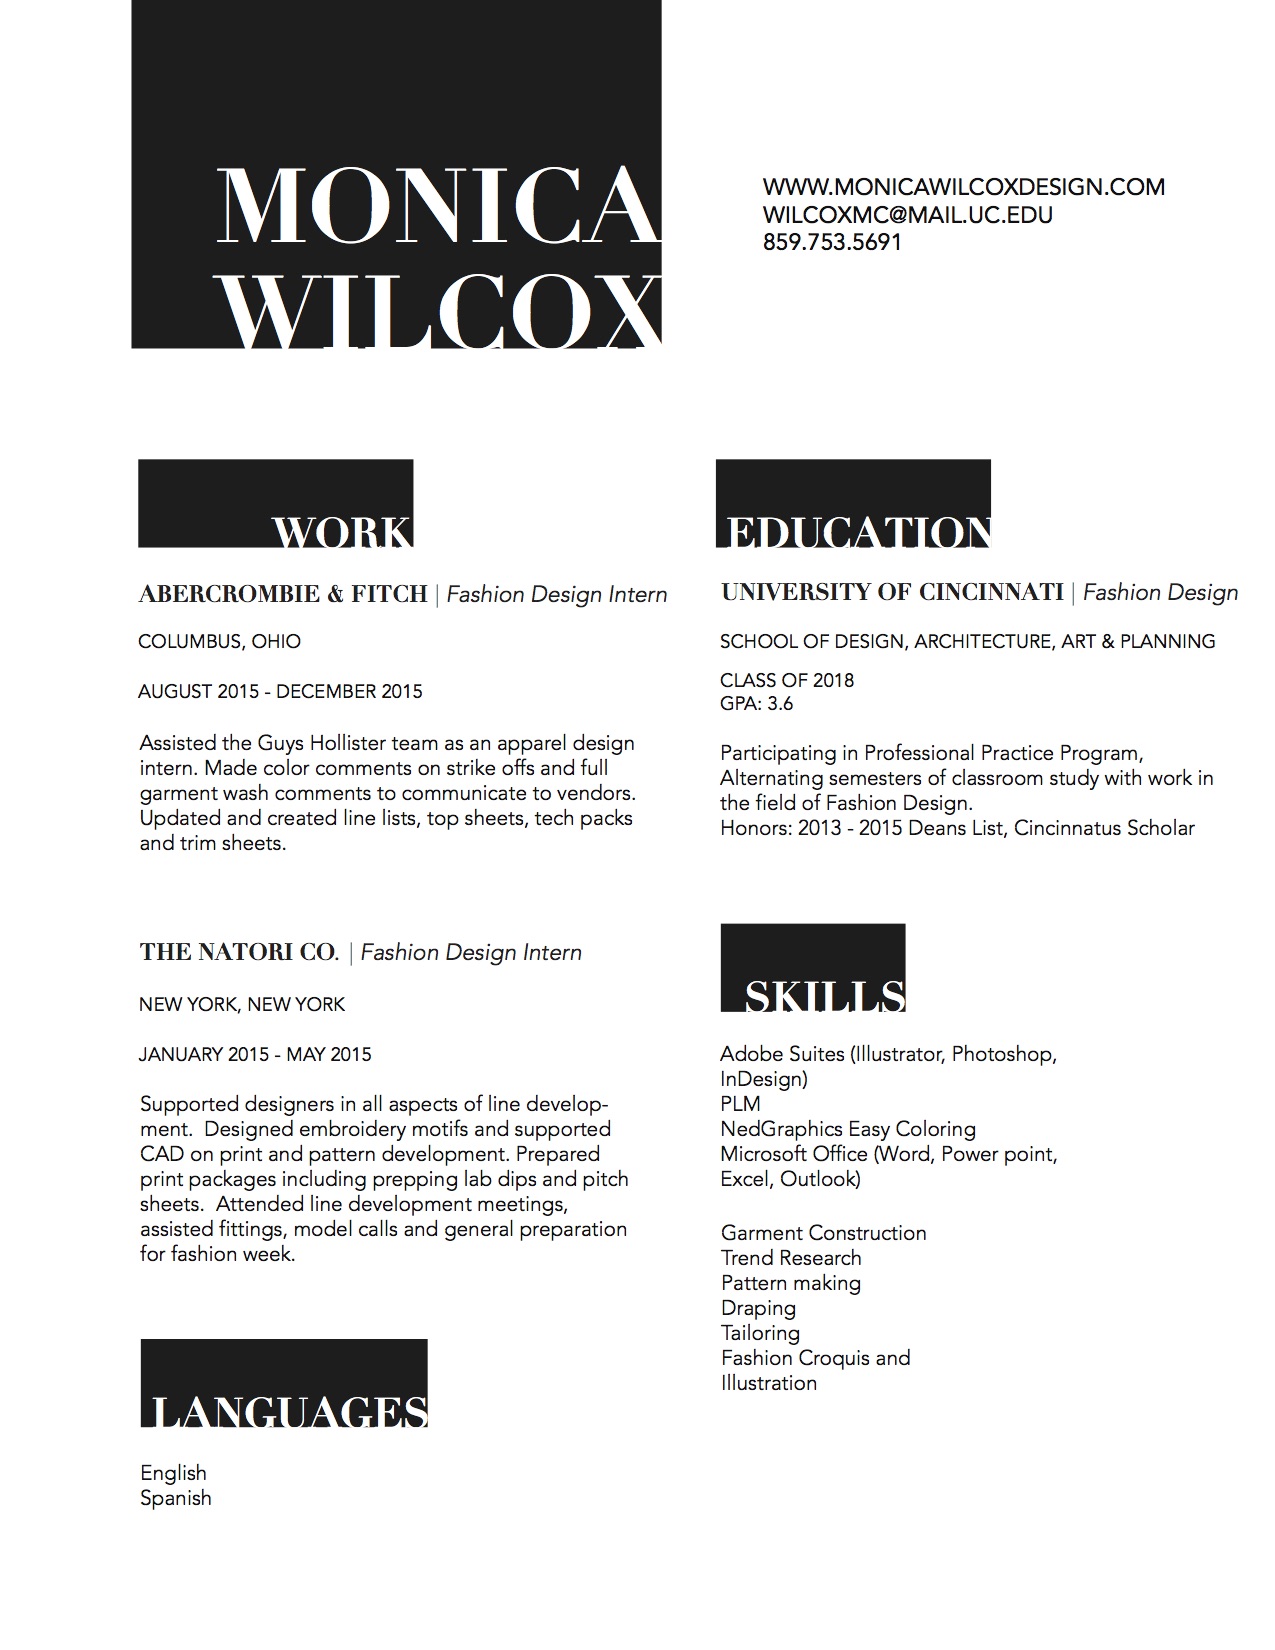 MONICA
WILCOX
WWW.MONICAWILCOXDESIGN.COM
WILCOXMC@MAIL.UC.EDU
859.753.5691
WORK
ABERCROMBIE & FITCH | Fashion Design Intern
COLUMBUS, OHIO
AUGUST 2015 - DECEMBER 2015
Assisted the Guys Hollister team as an apparel design
intern. Made color comments on strike offs and full
garment wash comments to communicate to vendors.
Updated and created line lists, top sheets, tech packs
and trim sheets.
THE NATORI CO. | Fashion Design Intern
NEW YORK, NEW YORK
JANUARY 2015 - MAY 2015
Supported designers in all aspects of line develop-
ment.  Designed embroidery motifs and supported
CAD on print and pattern development. Prepared
print packages including prepping lab dips and pitch
sheets.  Attended line development meetings,
assisted fittings, model calls and general preparation
for fashion week.
LANGUAGES
English
Spanish
EDUCATION
UNIVERSITY OF CINCINNATI | Fashion Design
SCHOOL OF DESIGN, ARCHITECTURE, ART & PLANNING
CLASS OF 2018
GPA: 3.6
Participating in Professional Practice Program,
Alternating semesters of classroom study with work in
the field of Fashion Design.
Honors: 2013 - 2015 Deans List, Cincinnatus Scholar
SKILLS
Adobe Suites (Illustrator, Photoshop,
InDesign)
PLM
NedGraphics Easy Coloring
Microsoft Office (Word, Power point,
Excel, Outlook)
Garment Construction
Trend Research
Pattern making
Draping
Tailoring
Fashion Croquis and
Illustration